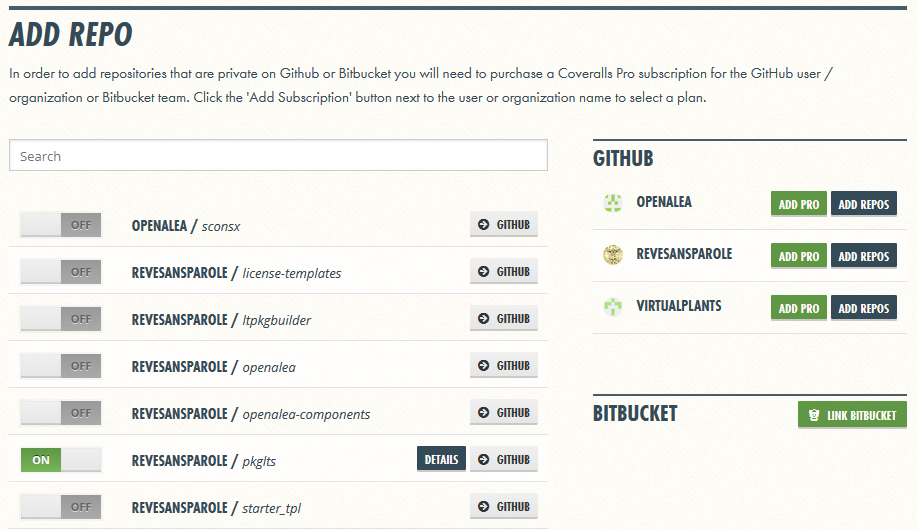 ADD REPO
In order to add repositories that are private on Github or Bitbucket you will need to purchase a Coveralls Pro subscription for the GitHub user /
organization or Bitbucket team. Click the 'Add Subscription' button next to the user or organization name to select a plan.
Search
OFF OPENALEA / sconsx GITHUB
OFF REVESANSPAROLE / license-templates GITHUB
OFF REVESANSPAROLE / ltpkgbuilder GITHUB
OFF REVESANSPAROLE / openalea GITHUB
OFF REVESANSPAROLE / openalea-components GITHUB
ON REVESANSPAROLE / pkglts DETAILS GITHUB
OFF REVESANSPAROLE / starter_tpl GITHUB
GITHUB
OPENALEA ADD PRO ADD REPOS
REVESANSPAROLE ADD PRO ADD REPOS
VIRTUALPLANTS ADD PRO ADD REPOS
BITBUCKET LINK BITBUCKET